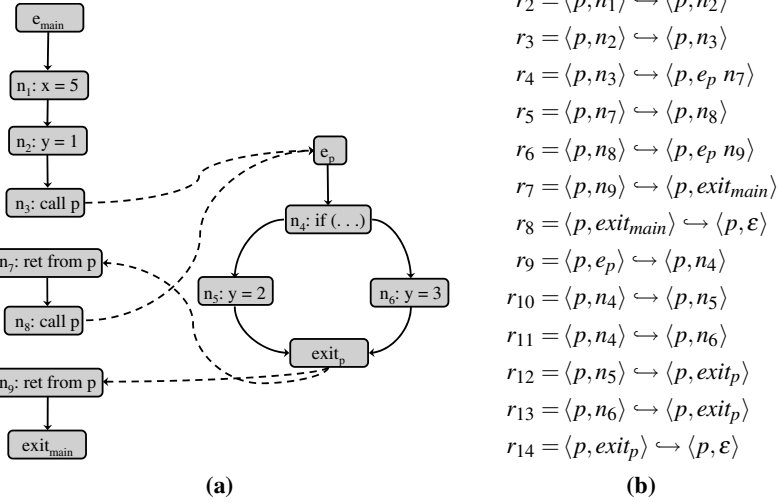 e_main
n_1: x = 5
n_2: y = 1
n_3: call p
n_7: ret from p
n_8: call p
n_9: ret from p
exit_main
e_p
n_4: if (. . .)
n_5: y = 2
n_6: y = 3
exit_p
(a)
r_2 = ⟨p, n_1⟩ ↪ ⟨p, n_2⟩
r_3 = ⟨p, n_2⟩ ↪ ⟨p, n_3⟩
r_4 = ⟨p, n_3⟩ ↪ ⟨p, e_p n_7⟩
r_5 = ⟨p, n_7⟩ ↪ ⟨p, n_8⟩
r_6 = ⟨p, n_8⟩ ↪ ⟨p, e_p n_9⟩
r_7 = ⟨p, n_9⟩ ↪ ⟨p, exit_main⟩
r_8 = ⟨p, exit_main⟩ ↪ ⟨p, ε⟩
r_9 = ⟨p, e_p⟩ ↪ ⟨p, n_4⟩
r_10 = ⟨p, n_4⟩ ↪ ⟨p, n_5⟩
r_11 = ⟨p, n_4⟩ ↪ ⟨p, n_6⟩
r_12 = ⟨p, n_5⟩ ↪ ⟨p, exit_p⟩
r_13 = ⟨p, n_6⟩ ↪ ⟨p, exit_p⟩
r_14 = ⟨p, exit_p⟩ ↪ ⟨p, ε⟩
(b)